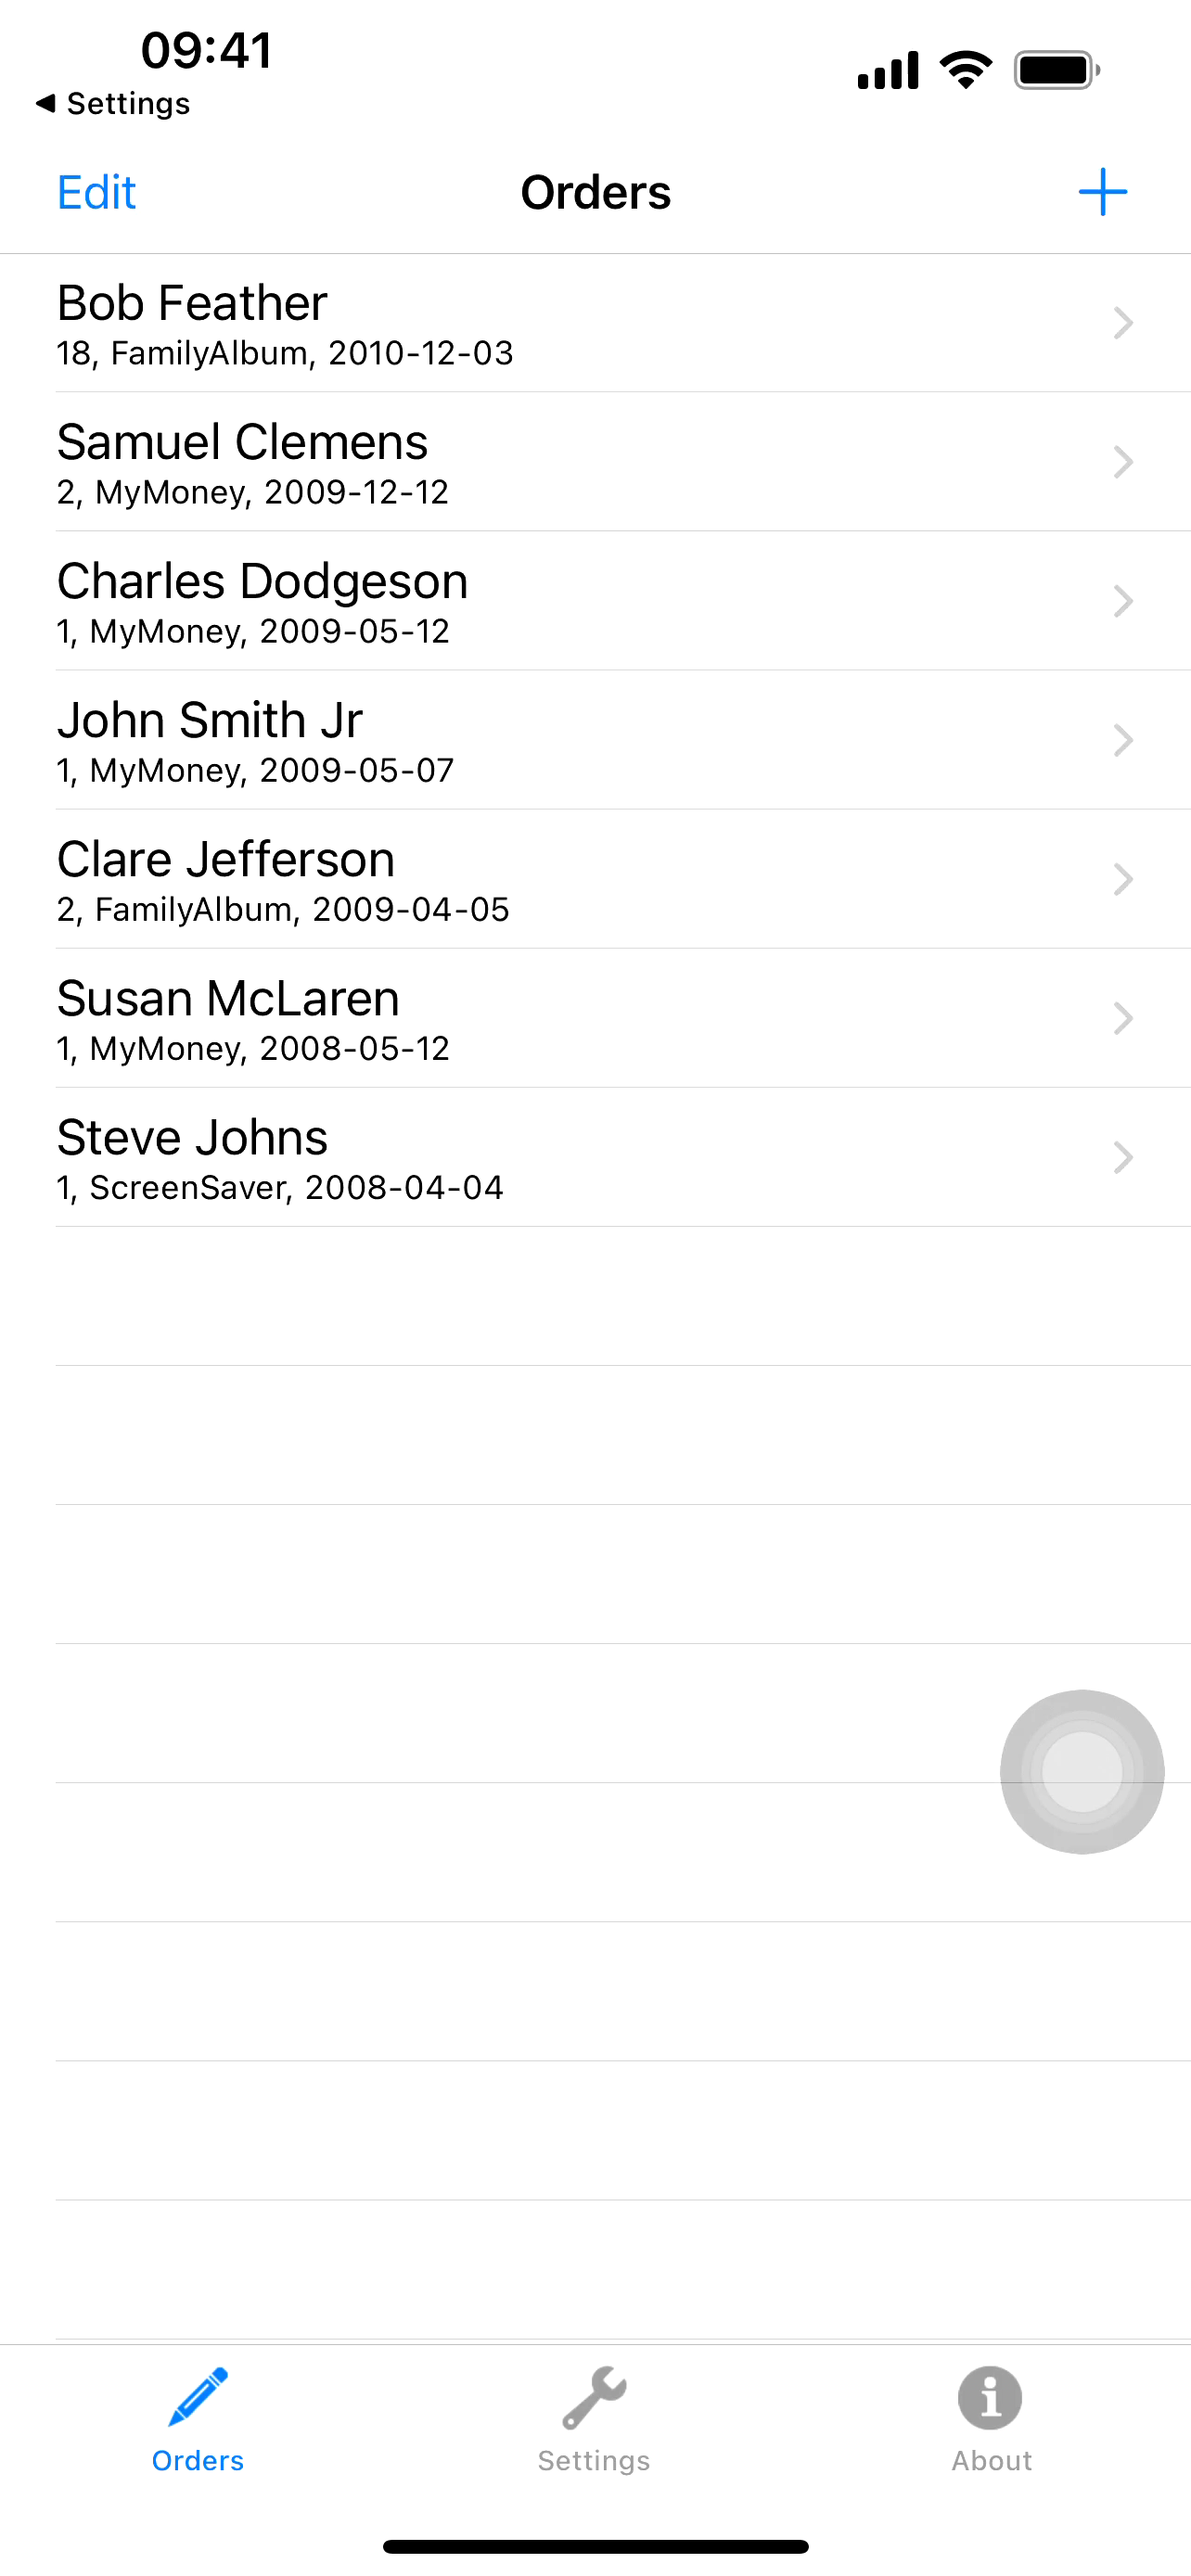 09:41
Settings
Edit
Orders
Bob Feather
18, FamilyAlbum, 2010-12-03
Samuel Clemens
2, MyMoney, 2009-12-12
Charles Dodgeson
1, MyMoney, 2009-05-12
John Smith Jr
1, MyMoney, 2009-05-07
Clare Jefferson
2, FamilyAlbum, 2009-04-05
Susan McLaren
1, MyMoney, 2008-05-12
Steve Johns
1, ScreenSaver, 2008-04-04
Orders
Settings
About